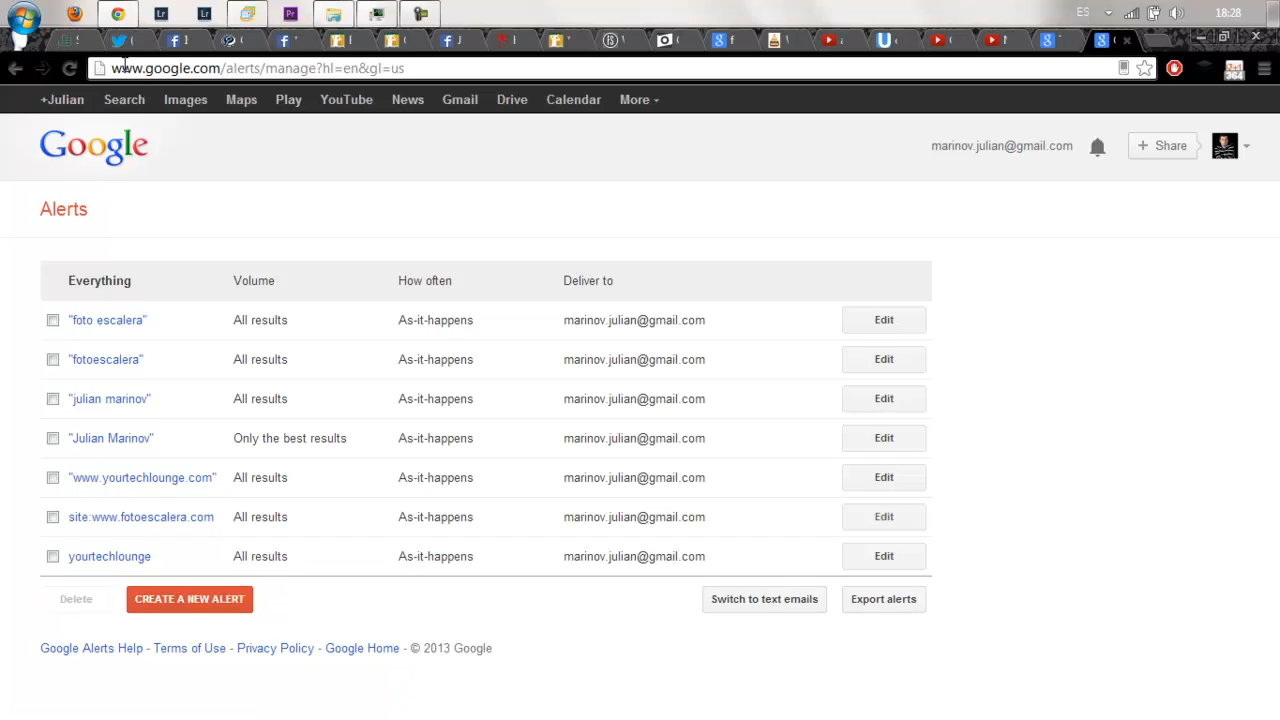 ES 18:28
www.google.com/alerts/manage?hl=en&gl=us
+Julian Search Images Maps Play YouTube News Gmail Drive Calendar More
Google
marinov.julian@gmail.com + Share
Alerts
Everything Volume How often Deliver to
"foto escalera" All results As-it-happens marinov.julian@gmail.com Edit
"fotoescalera" All results As-it-happens marinov.julian@gmail.com Edit
"julian marinov" All results As-it-happens marinov.julian@gmail.com Edit
"Julian Marinov" Only the best results As-it-happens marinov.julian@gmail.com Edit
"www.yourtechlounge.com" All results As-it-happens marinov.julian@gmail.com Edit
site:www.fotoescalera.com All results As-it-happens marinov.julian@gmail.com Edit
yourtechlounge All results As-it-happens marinov.julian@gmail.com Edit
Delete CREATE A NEW ALERT Switch to text emails Export alerts
Google Alerts Help - Terms of Use - Privacy Policy - Google Home - © 2013 Google